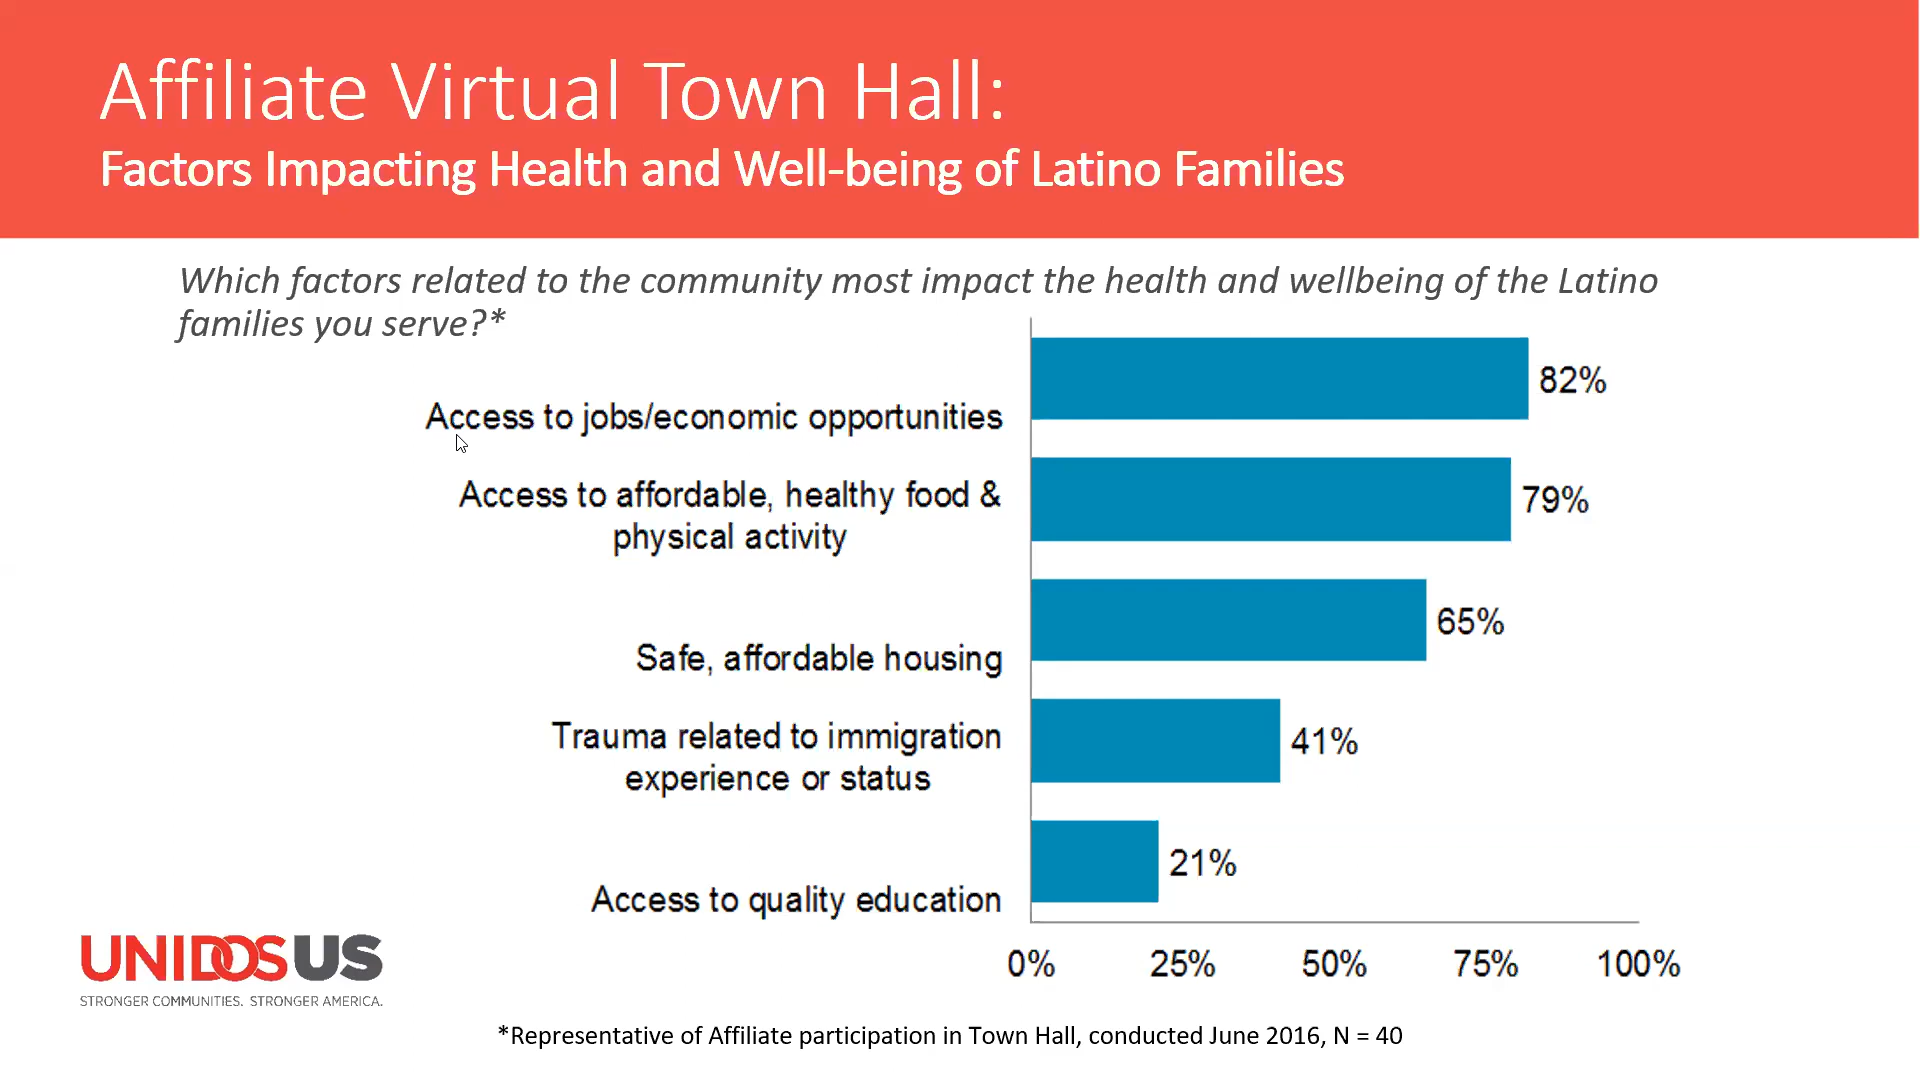 Affiliate Virtual Town Hall:
Factors Impacting Health and Well-being of Latino Families
Which factors related to the community most impact the health and wellbeing of the Latino
families you serve?*
82%
Access to jobs/economic opportunities
Access to affordable, healthy food &
physical activity
79%
65%
Safe, affordable housing
Trauma related to immigration
experience or status
41%
21%
Access to quality education
0% 25% 50% 75% 100%
UNIDOSUS
STRONGER COMMUNITIES. STRONGER AMERICA.
*Representative of Affiliate participation in Town Hall, conducted June 2016, N = 40